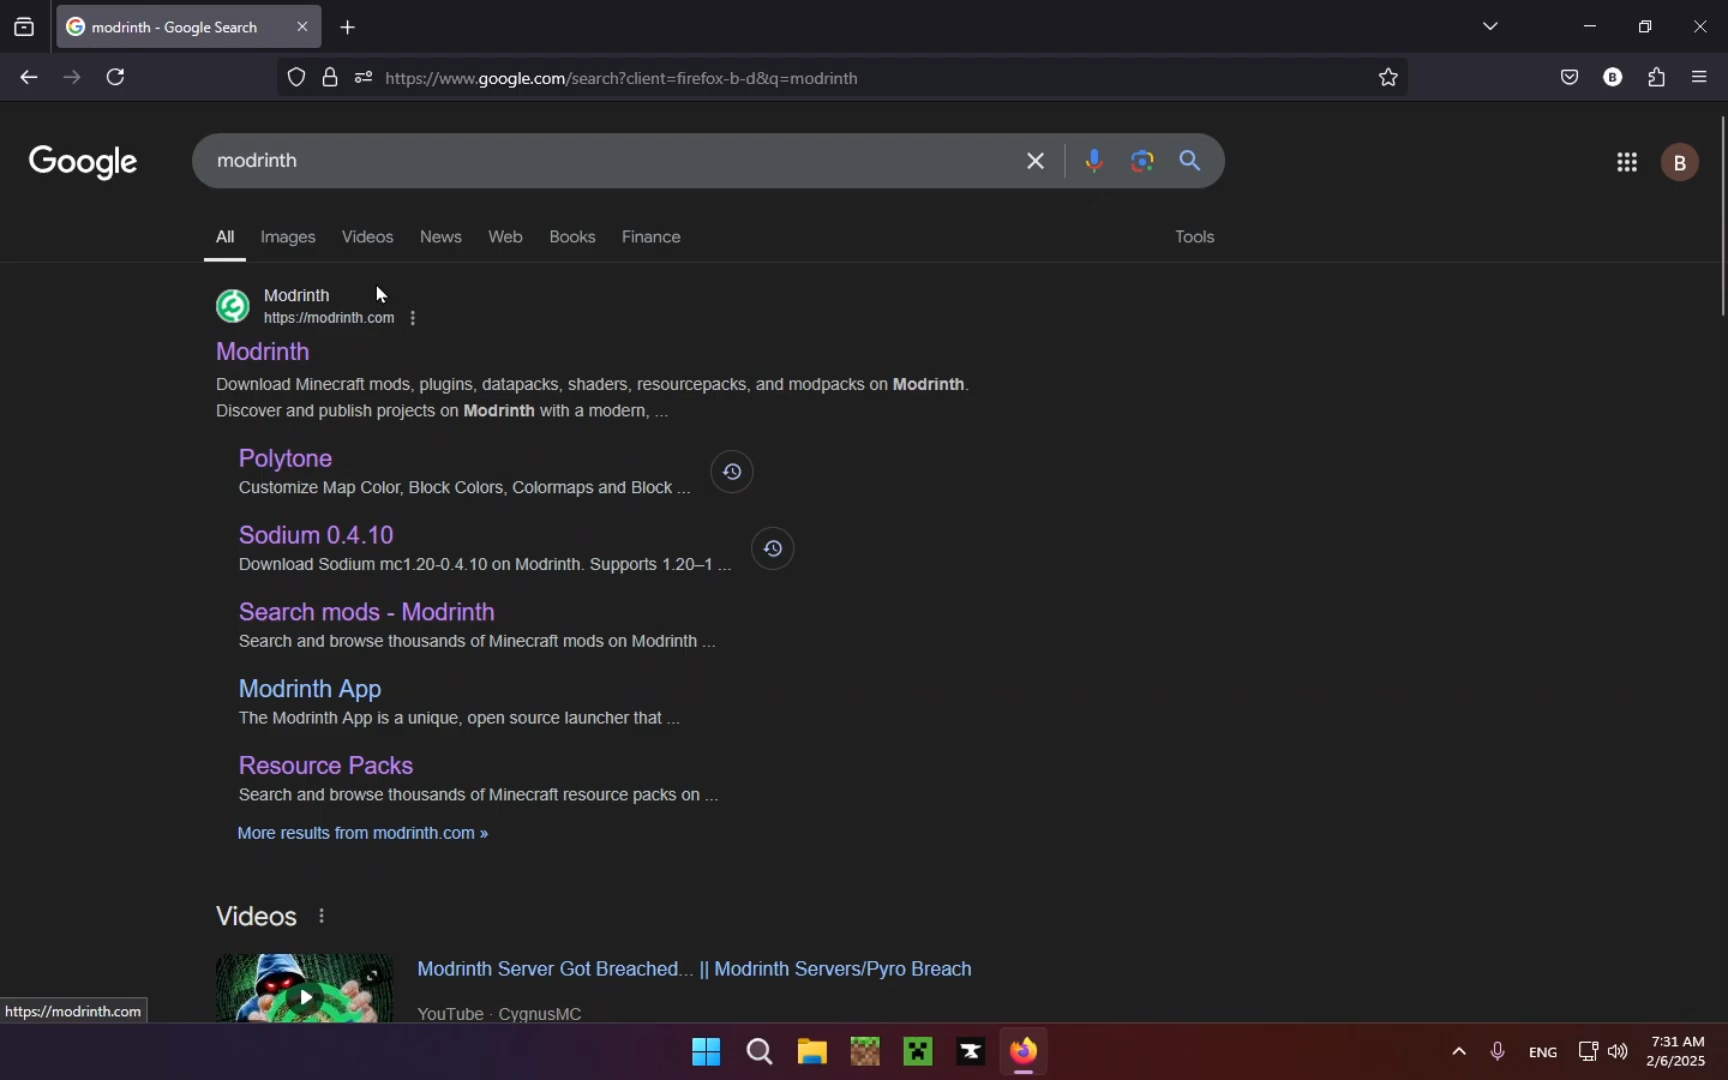 modrinth - Google Search
https://www.google.com/search?client=firefox-b-d&q=modrinth
B
Google
modrinth
B
All
Images
Videos
News
Web
Books
Finance
Tools
Modrinth
https://modrinth.com
Modrinth
Download Minecraft mods, plugins, datapacks, shaders, resourcepacks, and modpacks on Modrinth.
Discover and publish projects on Modrinth with a modern, ...
Polytone
Customize Map Color, Block Colors, Colormaps and Block ...
Sodium 0.4.10
Download Sodium mc1.20-0.4.10 on Modrinth. Supports 1.20–1 ...
Search mods - Modrinth
Search and browse thousands of Minecraft mods on Modrinth ...
Modrinth App
The Modrinth App is a unique, open source launcher that ...
Resource Packs
Search and browse thousands of Minecraft resource packs on ...
More results from modrinth.com »
Videos
Modrinth Server Got Breached... || Modrinth Servers/Pyro Breach
YouTube · CygnusMC
https://modrinth.com
ENG
7:31 AM
2/6/2025